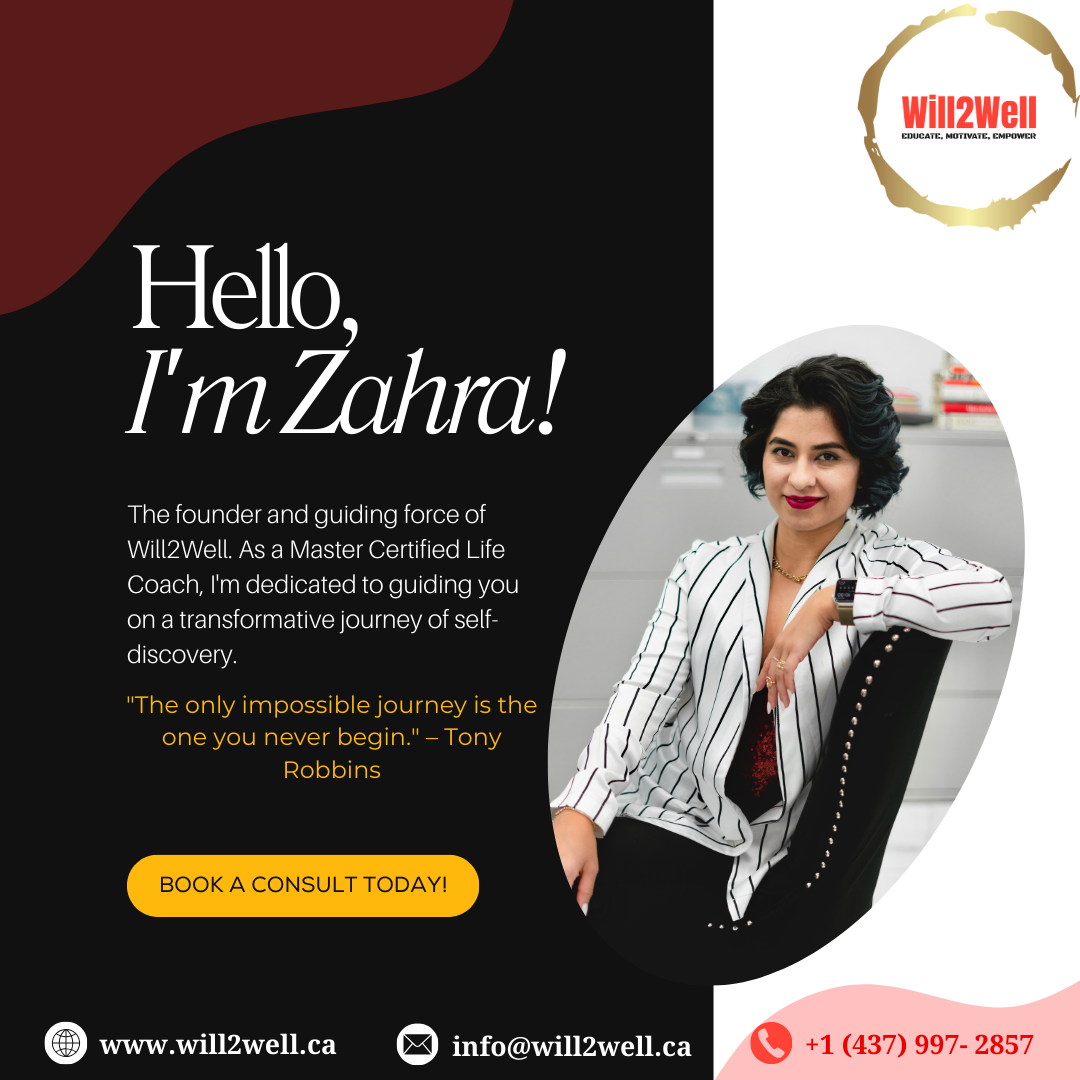 Will2Well
EDUCATE, MOTIVATE, EMPOWER
Hello,
I'm Zahra!
The founder and guiding force of
Will2Well. As a Master Certified Life
Coach, I'm dedicated to guiding you
on a transformative journey of self-
discovery.
"The only impossible journey is the
one you never begin." – Tony
Robbins
BOOK A CONSULT TODAY!
www.will2well.ca
info@will2well.ca
+1 (437) 997- 2857